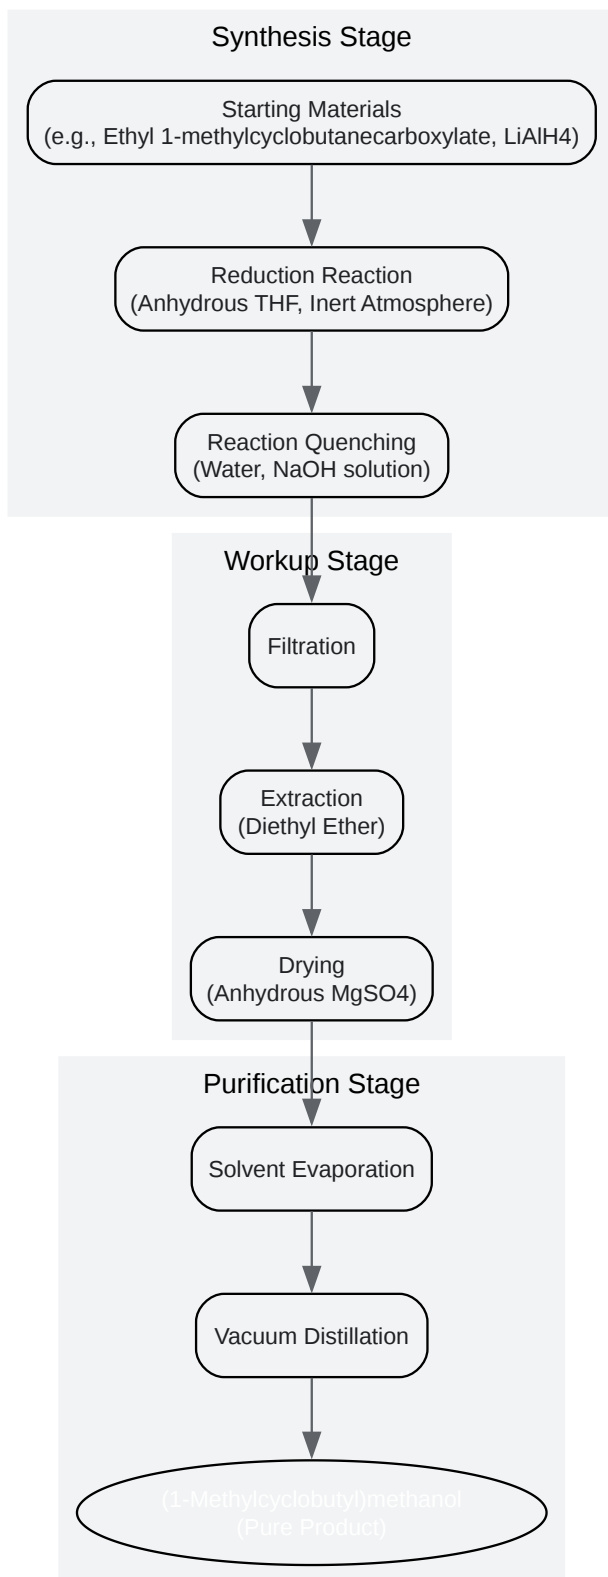 Synthesis Stage
Starting Materials
(e.g., Ethyl 1-methylcyclobutanecarboxylate, LiAlH4)
Reduction Reaction
(Anhydrous THF, Inert Atmosphere)
Reaction Quenching
(Water, NaOH solution)
Workup Stage
Filtration
Extraction
(Diethyl Ether)
Drying
(Anhydrous MgSO4)
Purification Stage
Solvent Evaporation
Vacuum Distillation
(1-Methylcyclobutyl)methanol
(Pure Product)